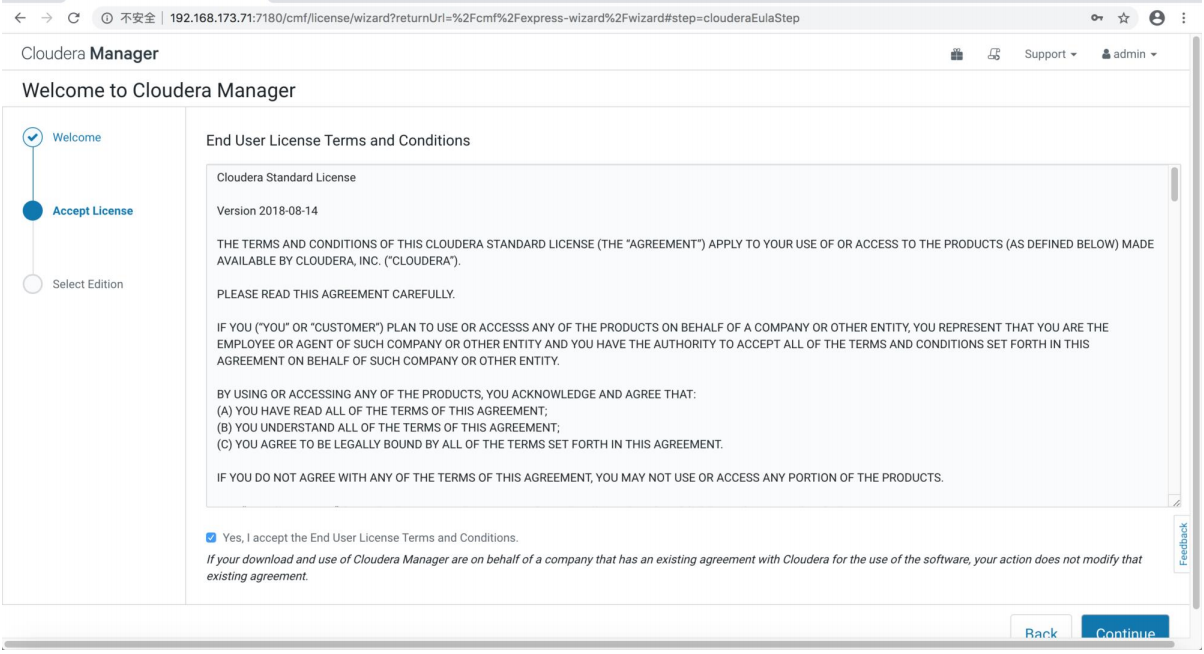 不安全 192.168.173.71:7180/cmf/license/wizard?returnUrl=%2Fcmf%2Fexpress-wizard%2Fwizard#step=clouderaEulaStep
Cloudera Manager
Support
admin
Welcome to Cloudera Manager
Welcome
Accept License
Select Edition
End User License Terms and Conditions
Cloudera Standard License
Version 2018-08-14
THE TERMS AND CONDITIONS OF THIS CLOUDERA STANDARD LICENSE (THE “AGREEMENT”) APPLY TO YOUR USE OF OR ACCESS TO THE PRODUCTS (AS DEFINED BELOW) MADE
AVAILABLE BY CLOUDERA, INC. (“CLOUDERA”).
PLEASE READ THIS AGREEMENT CAREFULLY.
IF YOU (“YOU” OR “CUSTOMER”) PLAN TO USE OR ACCESSS ANY OF THE PRODUCTS ON BEHALF OF A COMPANY OR OTHER ENTITY, YOU REPRESENT THAT YOU ARE THE
EMPLOYEE OR AGENT OF SUCH COMPANY OR OTHER ENTITY AND YOU HAVE THE AUTHORITY TO ACCEPT ALL OF THE TERMS AND CONDITIONS SET FORTH IN THIS
AGREEMENT ON BEHALF OF SUCH COMPANY OR OTHER ENTITY.
BY USING OR ACCESSING ANY OF THE PRODUCTS, YOU ACKNOWLEDGE AND AGREE THAT:
(A) YOU HAVE READ ALL OF THE TERMS OF THIS AGREEMENT;
(B) YOU UNDERSTAND ALL OF THE TERMS OF THIS AGREEMENT;
(C) YOU AGREE TO BE LEGALLY BOUND BY ALL OF THE TERMS SET FORTH IN THIS AGREEMENT.
IF YOU DO NOT AGREE WITH ANY OF THE TERMS OF THIS AGREEMENT, YOU MAY NOT USE OR ACCESS ANY PORTION OF THE PRODUCTS.
Yes, I accept the End User License Terms and Conditions.
If your download and use of Cloudera Manager are on behalf of a company that has an existing agreement with Cloudera for the use of the software, your action does not modify that
existing agreement.
Feedback
Back
Continue